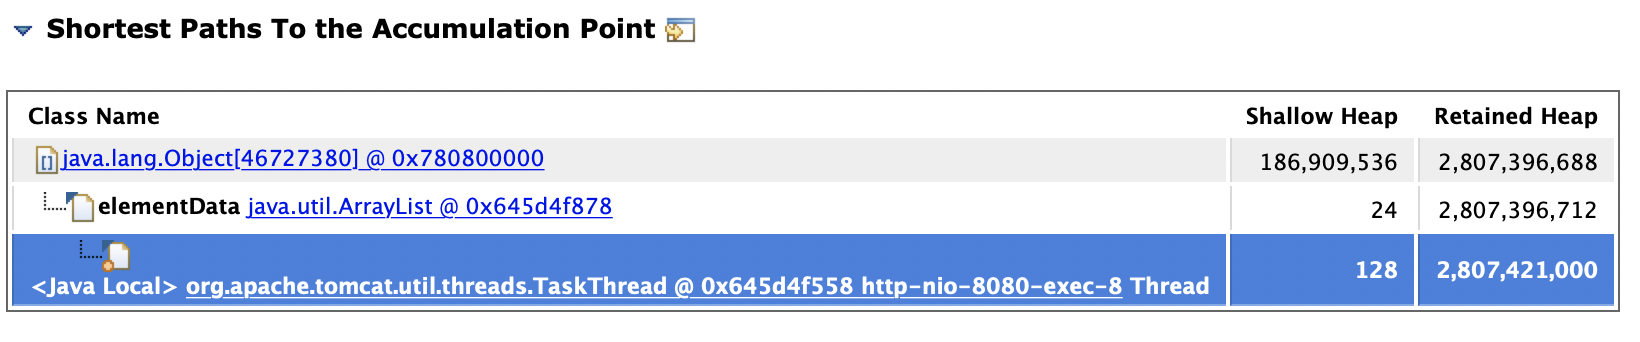 Shortest Paths To the Accumulation Point
Class Name Shallow Heap Retained Heap
java.lang.Object[46727380] @ 0x780800000 186,909,536 2,807,396,688
elementData java.util.ArrayList @ 0x645d4f878 24 2,807,396,712
<Java Local> org.apache.tomcat.util.threads.TaskThread @ 0x645d4f558 http-nio-8080-exec-8 Thread 128 2,807,421,000